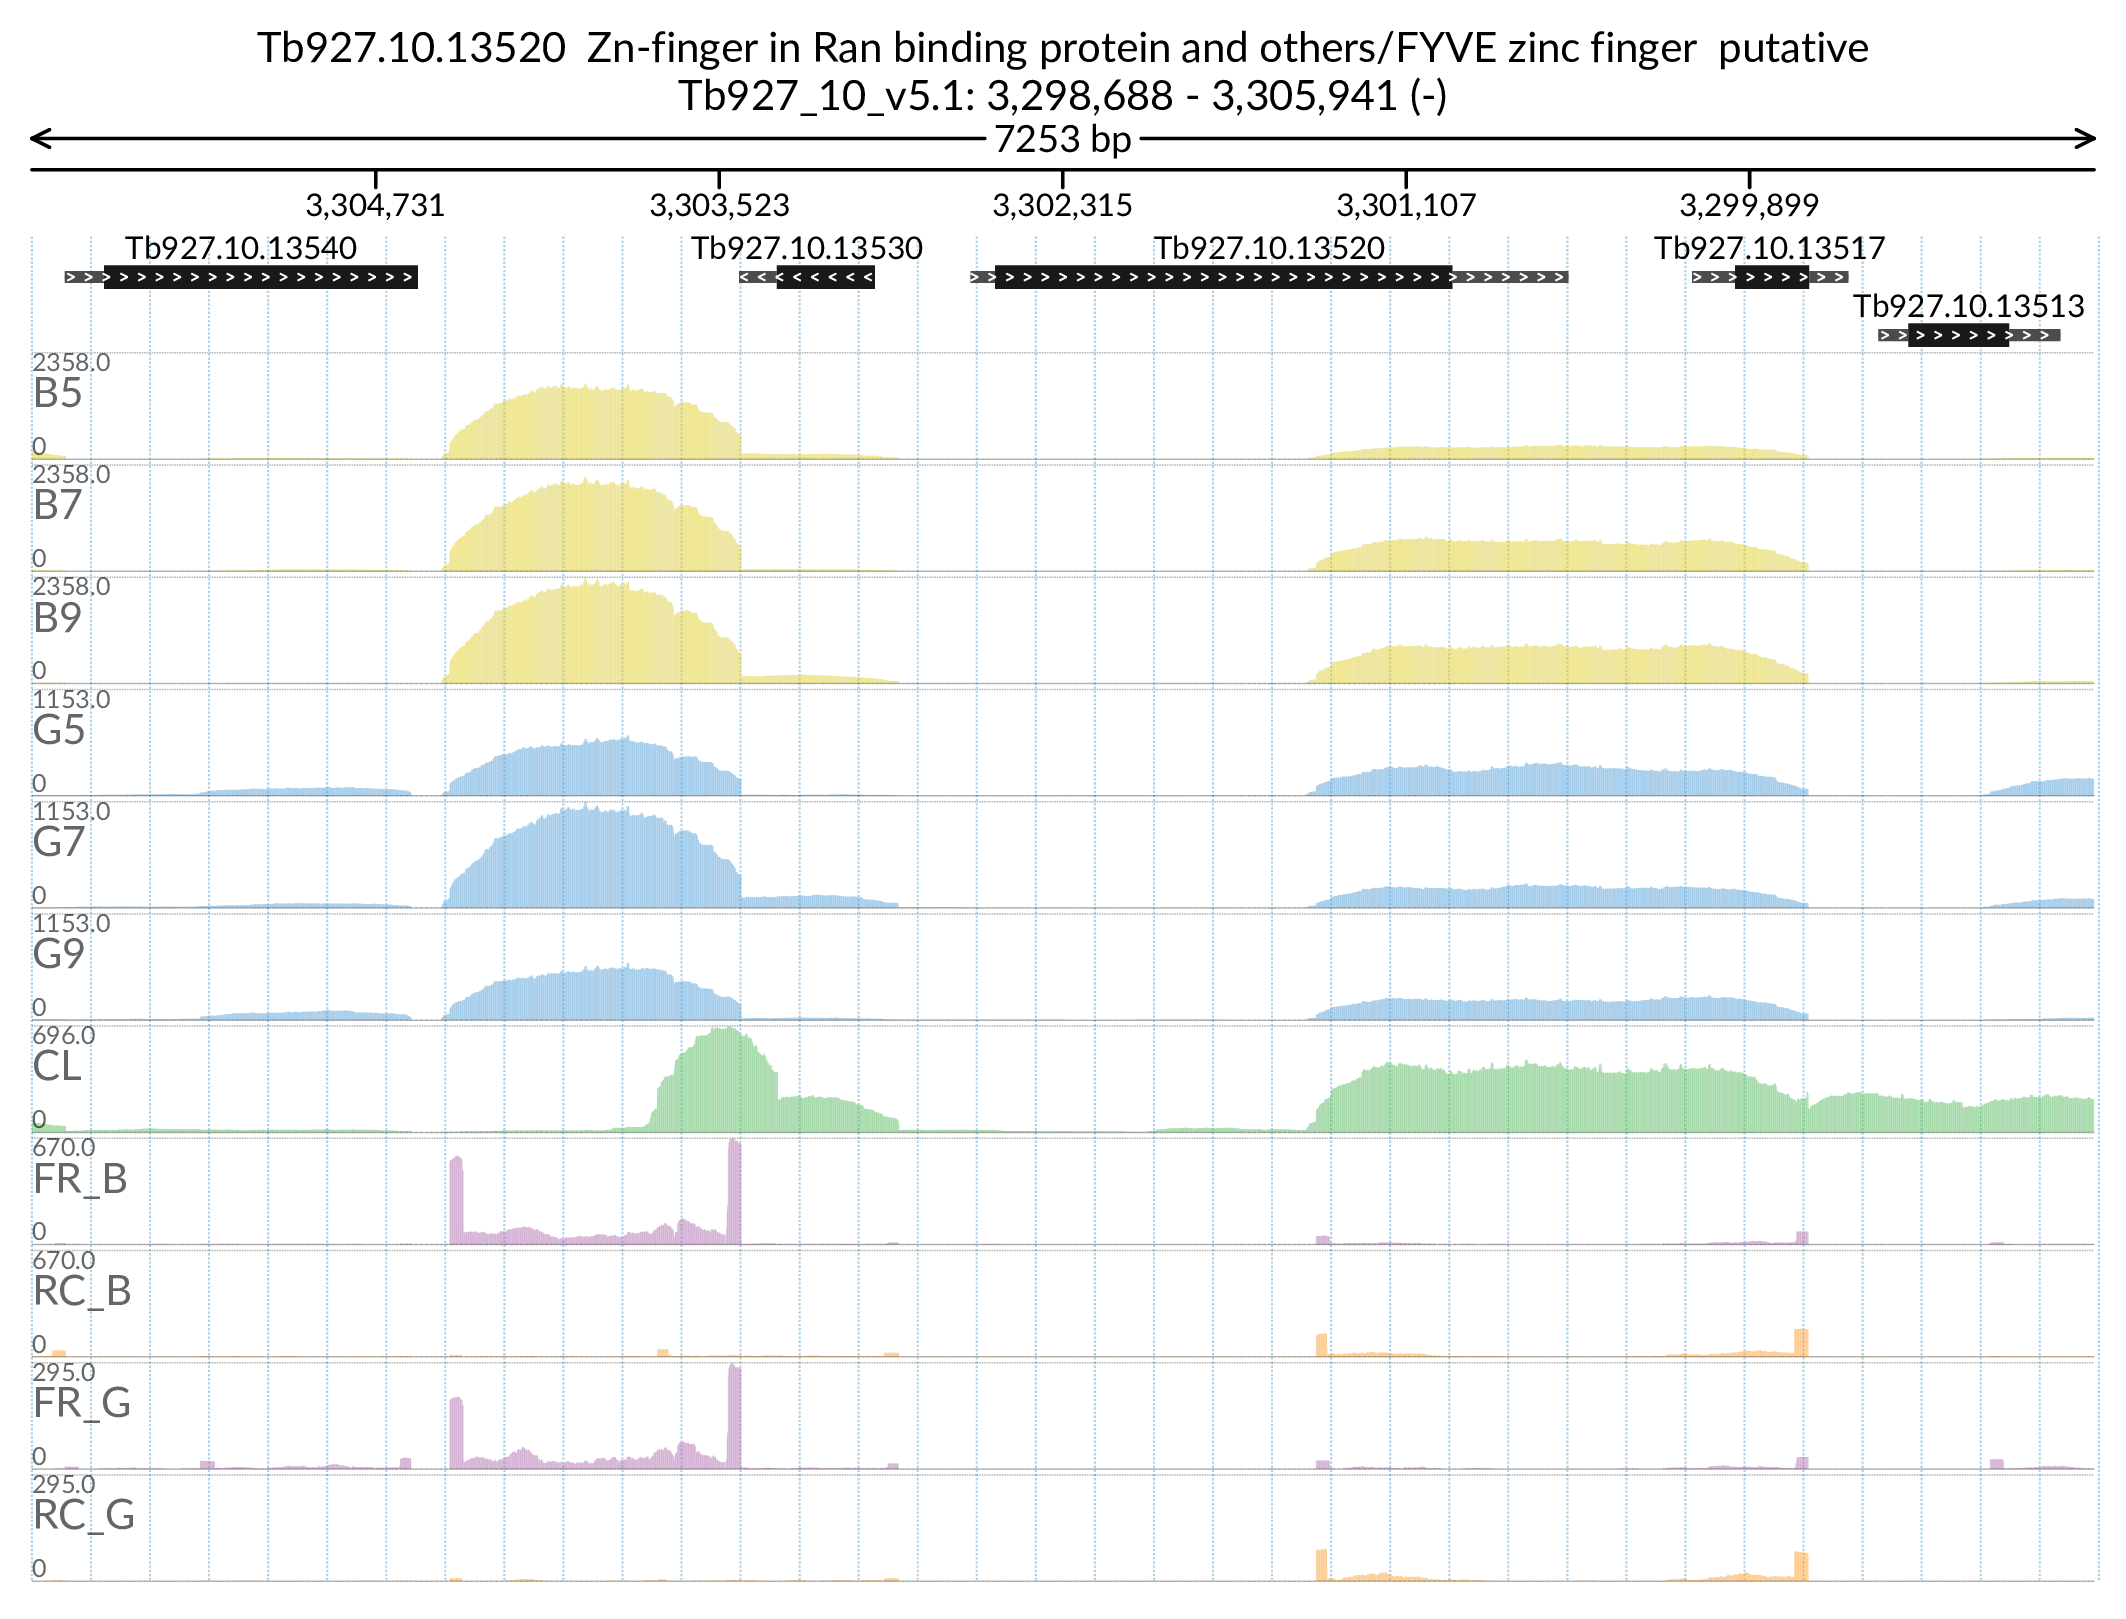 Tb927.10.13520  Zn-finger in Ran binding protein and others/FYVE zinc finger  putative
Tb927_10_v5.1: 3,298,688 - 3,305,941 (-)
7253 bp
3,304,731 3,303,523 3,302,315 3,301,107 3,299,899
Tb927.10.13540 Tb927.10.13530 Tb927.10.13520 Tb927.10.13517
Tb927.10.13513
2358.0
B5
0
2358.0
B7
0
2358.0
B9
0
1153.0
G5
0
1153.0
G7
0
1153.0
G9
0
696.0
CL
0
670.0
FR_B
0
670.0
RC_B
0
295.0
FR_G
0
295.0
RC_G
0